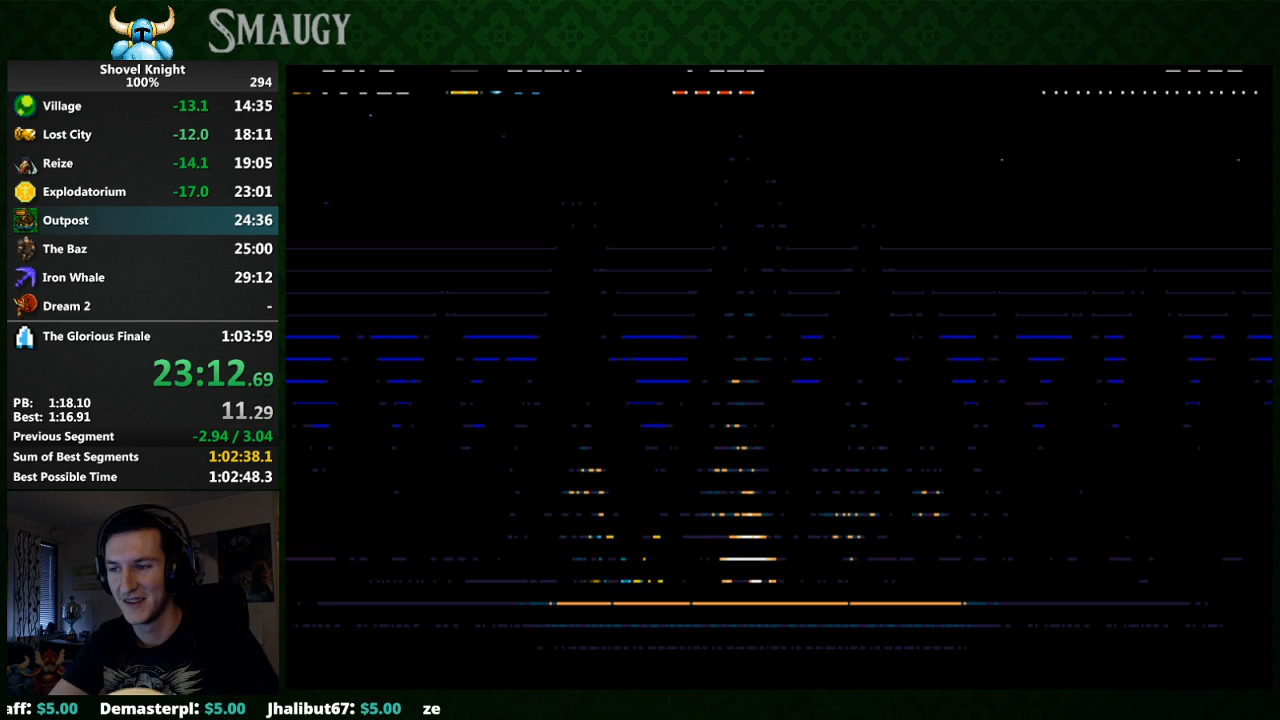 SMAUGY
Shovel Knight
100% 294
Village -13.1 14:35
Lost City -12.0 18:11
Reize -14.1 19:05
Explodatorium -17.0 23:01
Outpost 24:36
The Baz 25:00
Iron Whale 29:12
Dream 2 -
The Glorious Finale 1:03:59
23:12.69
PB: 1:18.10
Best: 1:16.91
11.29
Previous Segment -2.94 / 3.04
Sum of Best Segments 1:02:38.1
Best Possible Time 1:02:48.3
aff: $5.00 Demasterpl: $5.00 Jhalibut67: $5.00 ze